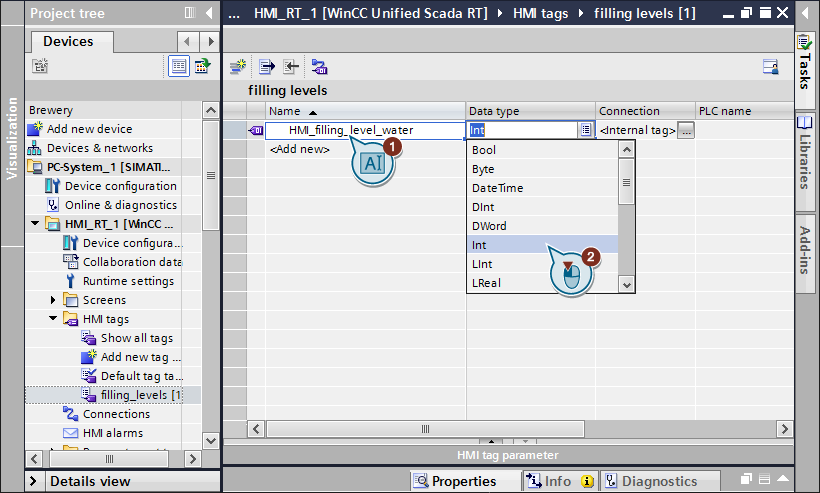 Project tree
... HMI_RT_1 [WinCC Unified Scada RT] HMI tags filling levels [1]
Devices
filling levels
Brewery
Add new device
Devices & networks
PC-System_1 [SIMATI...
Device configuration
Online & diagnostics
HMI_RT_1 [WinCC ...
Device configura...
Collaboration data
Runtime settings
Screens
HMI tags
Show all tags
Add new tag ...
Default tag ta...
filling_levels [1]
Connections
HMI alarms
Name Data type Connection PLC name
HMI_filling_level_water Int <Internal tag> ...
<Add new>
AI 1
Bool
Byte
DateTime
DInt
DWord
Int
LInt
LReal
2
HMI tag parameter
Details view
Properties Info Diagnostics
Visualization
Tasks
Libraries
Add-ins